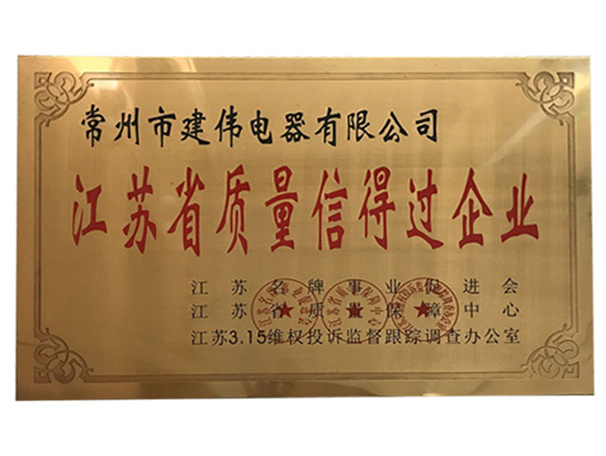 常州市建伟电器有限公司
江苏省质量信得过企业
江苏名牌事业促进会
江苏省质量保障中心
江苏3.15维权投诉监督跟踪调查办公室